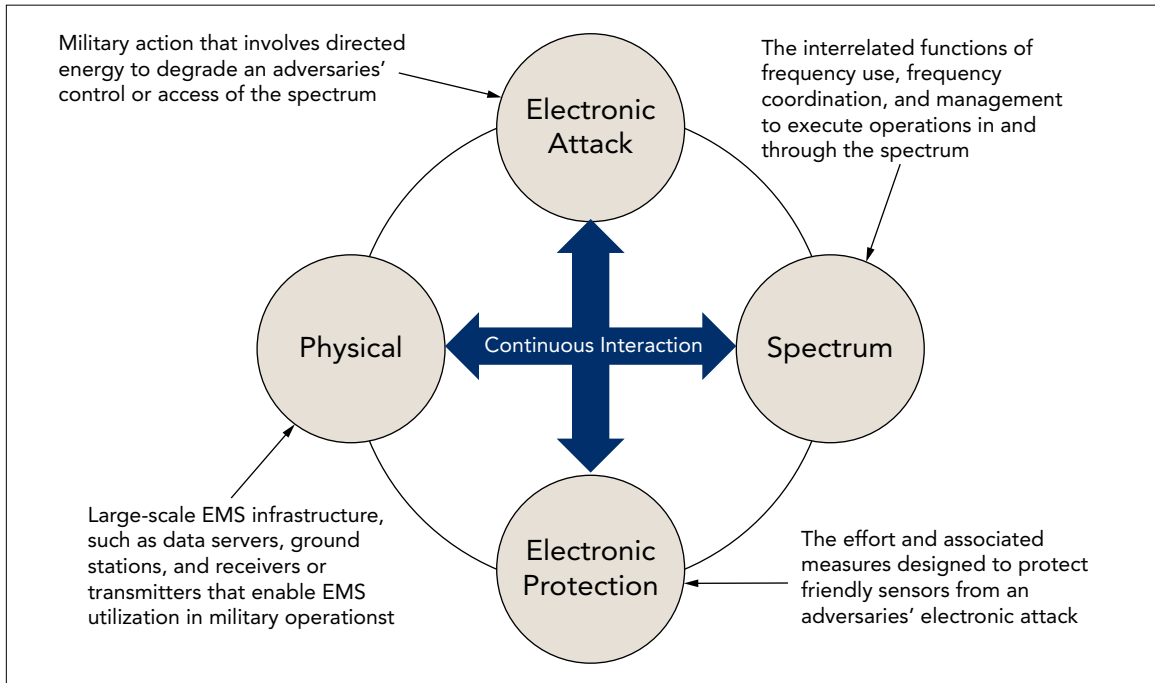 Military action that involves directed
energy to degrade an adversaries’
control or access of the spectrum
The interrelated functions of
frequency use, frequency
coordination, and management
to execute operations in and
through the spectrum
Electronic
Attack
Physical
Continuous Interaction
Spectrum
Large-scale EMS infrastructure,
such as data servers, ground
stations, and receivers or
transmitters that enable EMS
utilization in military operationst
Electronic
Protection
The effort and associated
measures designed to protect
friendly sensors from an
adversaries’ electronic attack